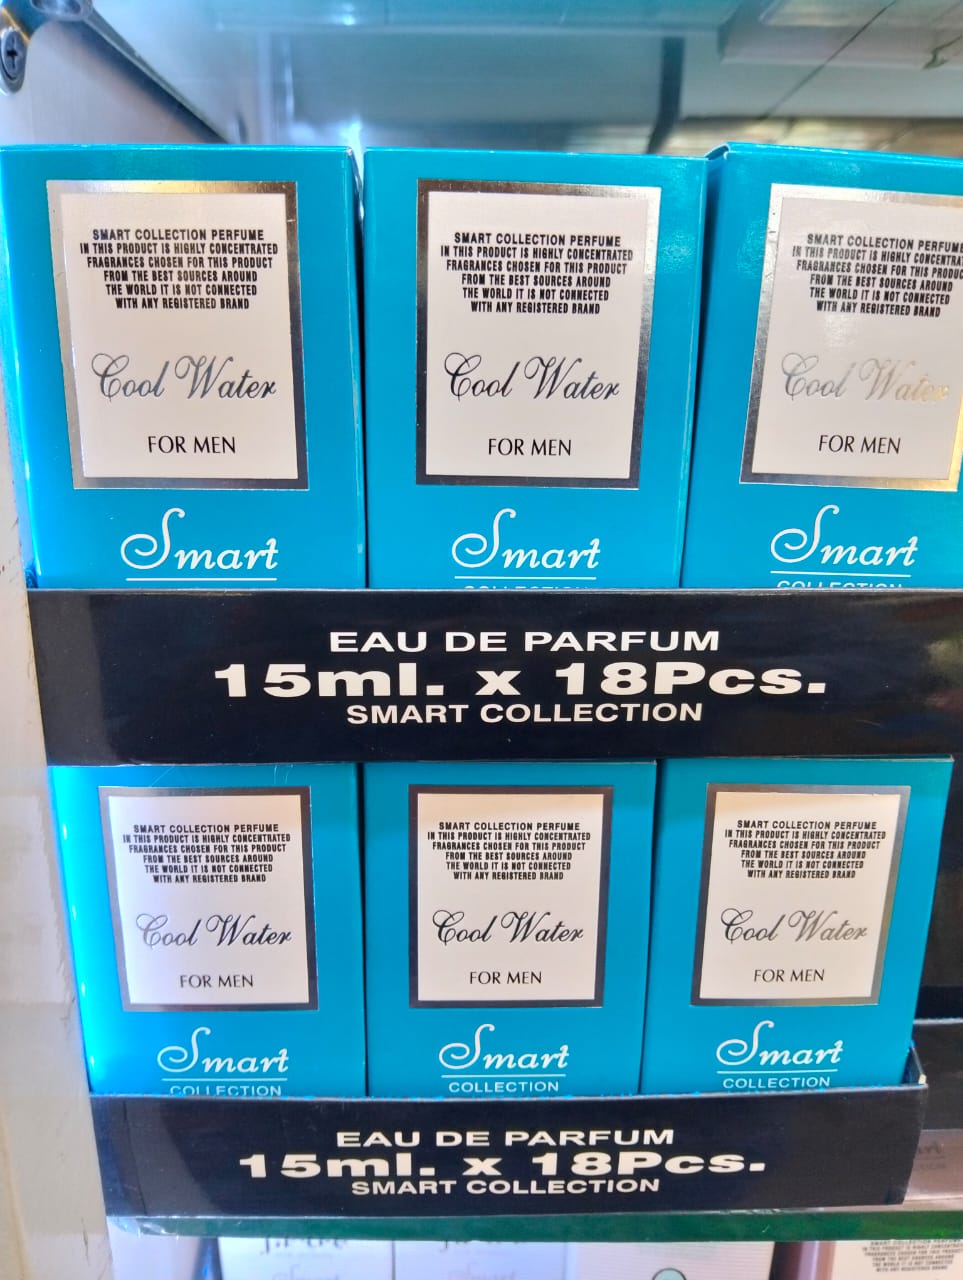 SMART COLLECTION PERFUME
IN THIS PRODUCT IS HIGHLY CONCENTRATED
FRAGRANCES CHOSEN FOR THIS PRODUCT
FROM THE BEST SOURCES AROUND
THE WORLD IT IS NOT CONNECTED
WITH ANY REGISTERED BRAND
Cool Water
FOR MEN
Smart
SMART COLLECTION PERFUME
IN THIS PRODUCT IS HIGHLY CONCENTRATED
FRAGRANCES CHOSEN FOR THIS PRODUCT
FROM THE BEST SOURCES AROUND
THE WORLD IT IS NOT CONNECTED
WITH ANY REGISTERED BRAND
Cool Water
FOR MEN
Smart
COLLECTION
SMART COLLECTION PERFUME
IN THIS PRODUCT IS HIGHLY CONCENTRATED
FRAGRANCES CHOSEN FOR THIS PRODUCT
FROM THE BEST SOURCES AROUND
THE WORLD IT IS NOT CONNECTED
WITH ANY REGISTERED BRAND
Cool Water
FOR MEN
Smart
COLLECTION
EAU DE PARFUM
15ml. x 18Pcs.
SMART COLLECTION
SMART COLLECTION PERFUME
IN THIS PRODUCT IS HIGHLY CONCENTRATED
FRAGRANCES CHOSEN FOR THIS PRODUCT
FROM THE BEST SOURCES AROUND
THE WORLD IT IS NOT CONNECTED
WITH ANY REGISTERED BRAND
Cool Water
FOR MEN
Smart
COLLECTION
SMART COLLECTION PERFUME
IN THIS PRODUCT IS HIGHLY CONCENTRATED
FRAGRANCES CHOSEN FOR THIS PRODUCT
FROM THE BEST SOURCES AROUND
THE WORLD IT IS NOT CONNECTED
WITH ANY REGISTERED BRAND
Cool Water
FOR MEN
Smart
COLLECTION
SMART COLLECTION PERFUME
IN THIS PRODUCT IS HIGHLY CONCENTRATED
FRAGRANCES CHOSEN FOR THIS PRODUCT
FROM THE BEST SOURCES AROUND
THE WORLD IT IS NOT CONNECTED
WITH ANY REGISTERED BRAND
Cool Water
FOR MEN
Smart
COLLECTION
EAU DE PARFUM
15ml. x 18Pcs.
SMART COLLECTION